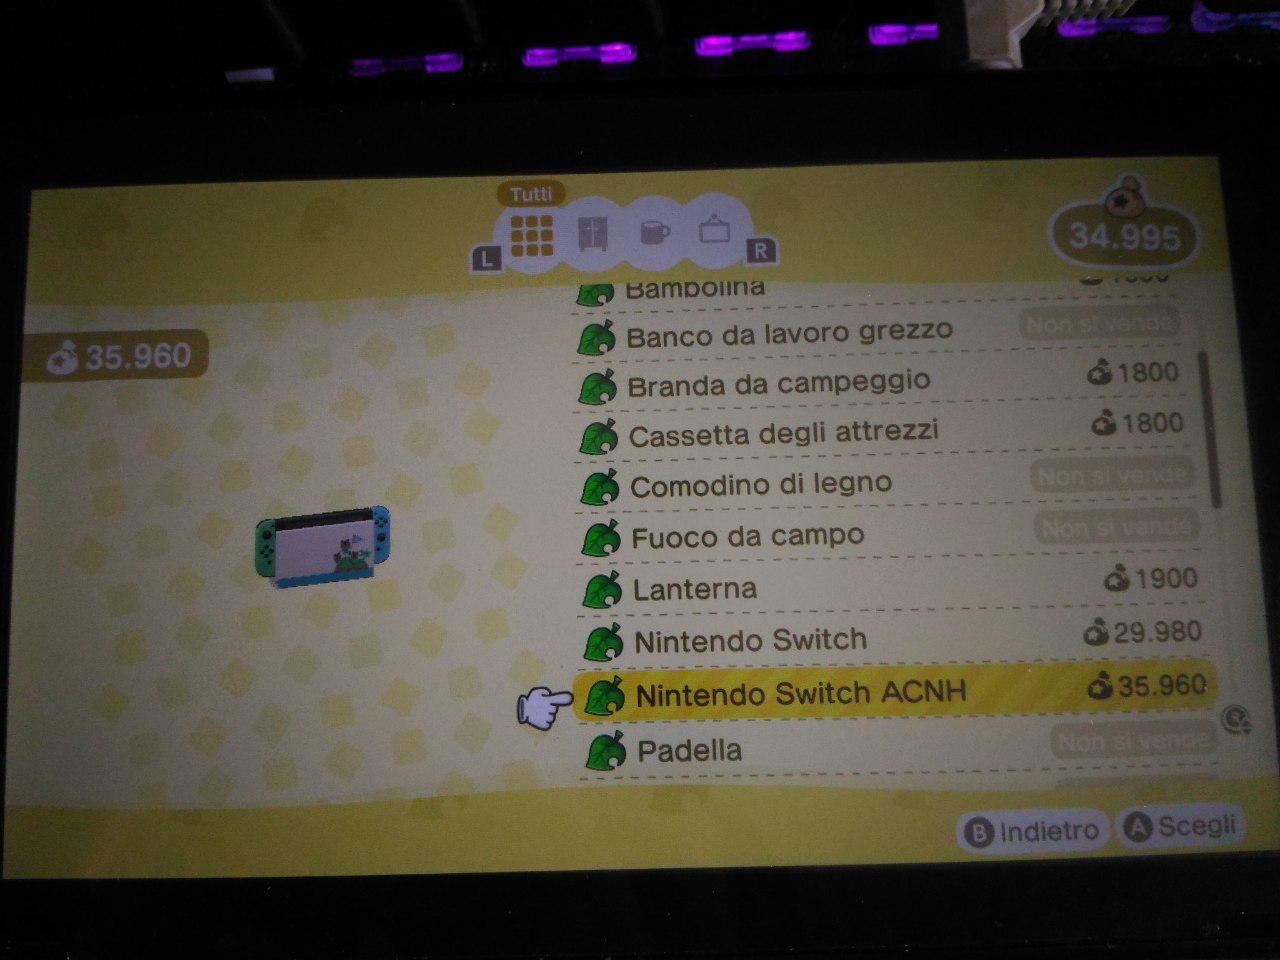 Tutti
L
R
34.995
35.960
Bambolina
Banco da lavoro grezzo Non si vende
Branda da campeggio 1800
Cassetta degli attrezzi 1800
Comodino di legno Non si vende
Fuoco da campo Non si vende
Lanterna 1900
Nintendo Switch 29.980
Nintendo Switch ACNH 35.960
R
Padella Non si vende
B Indietro A Scegli